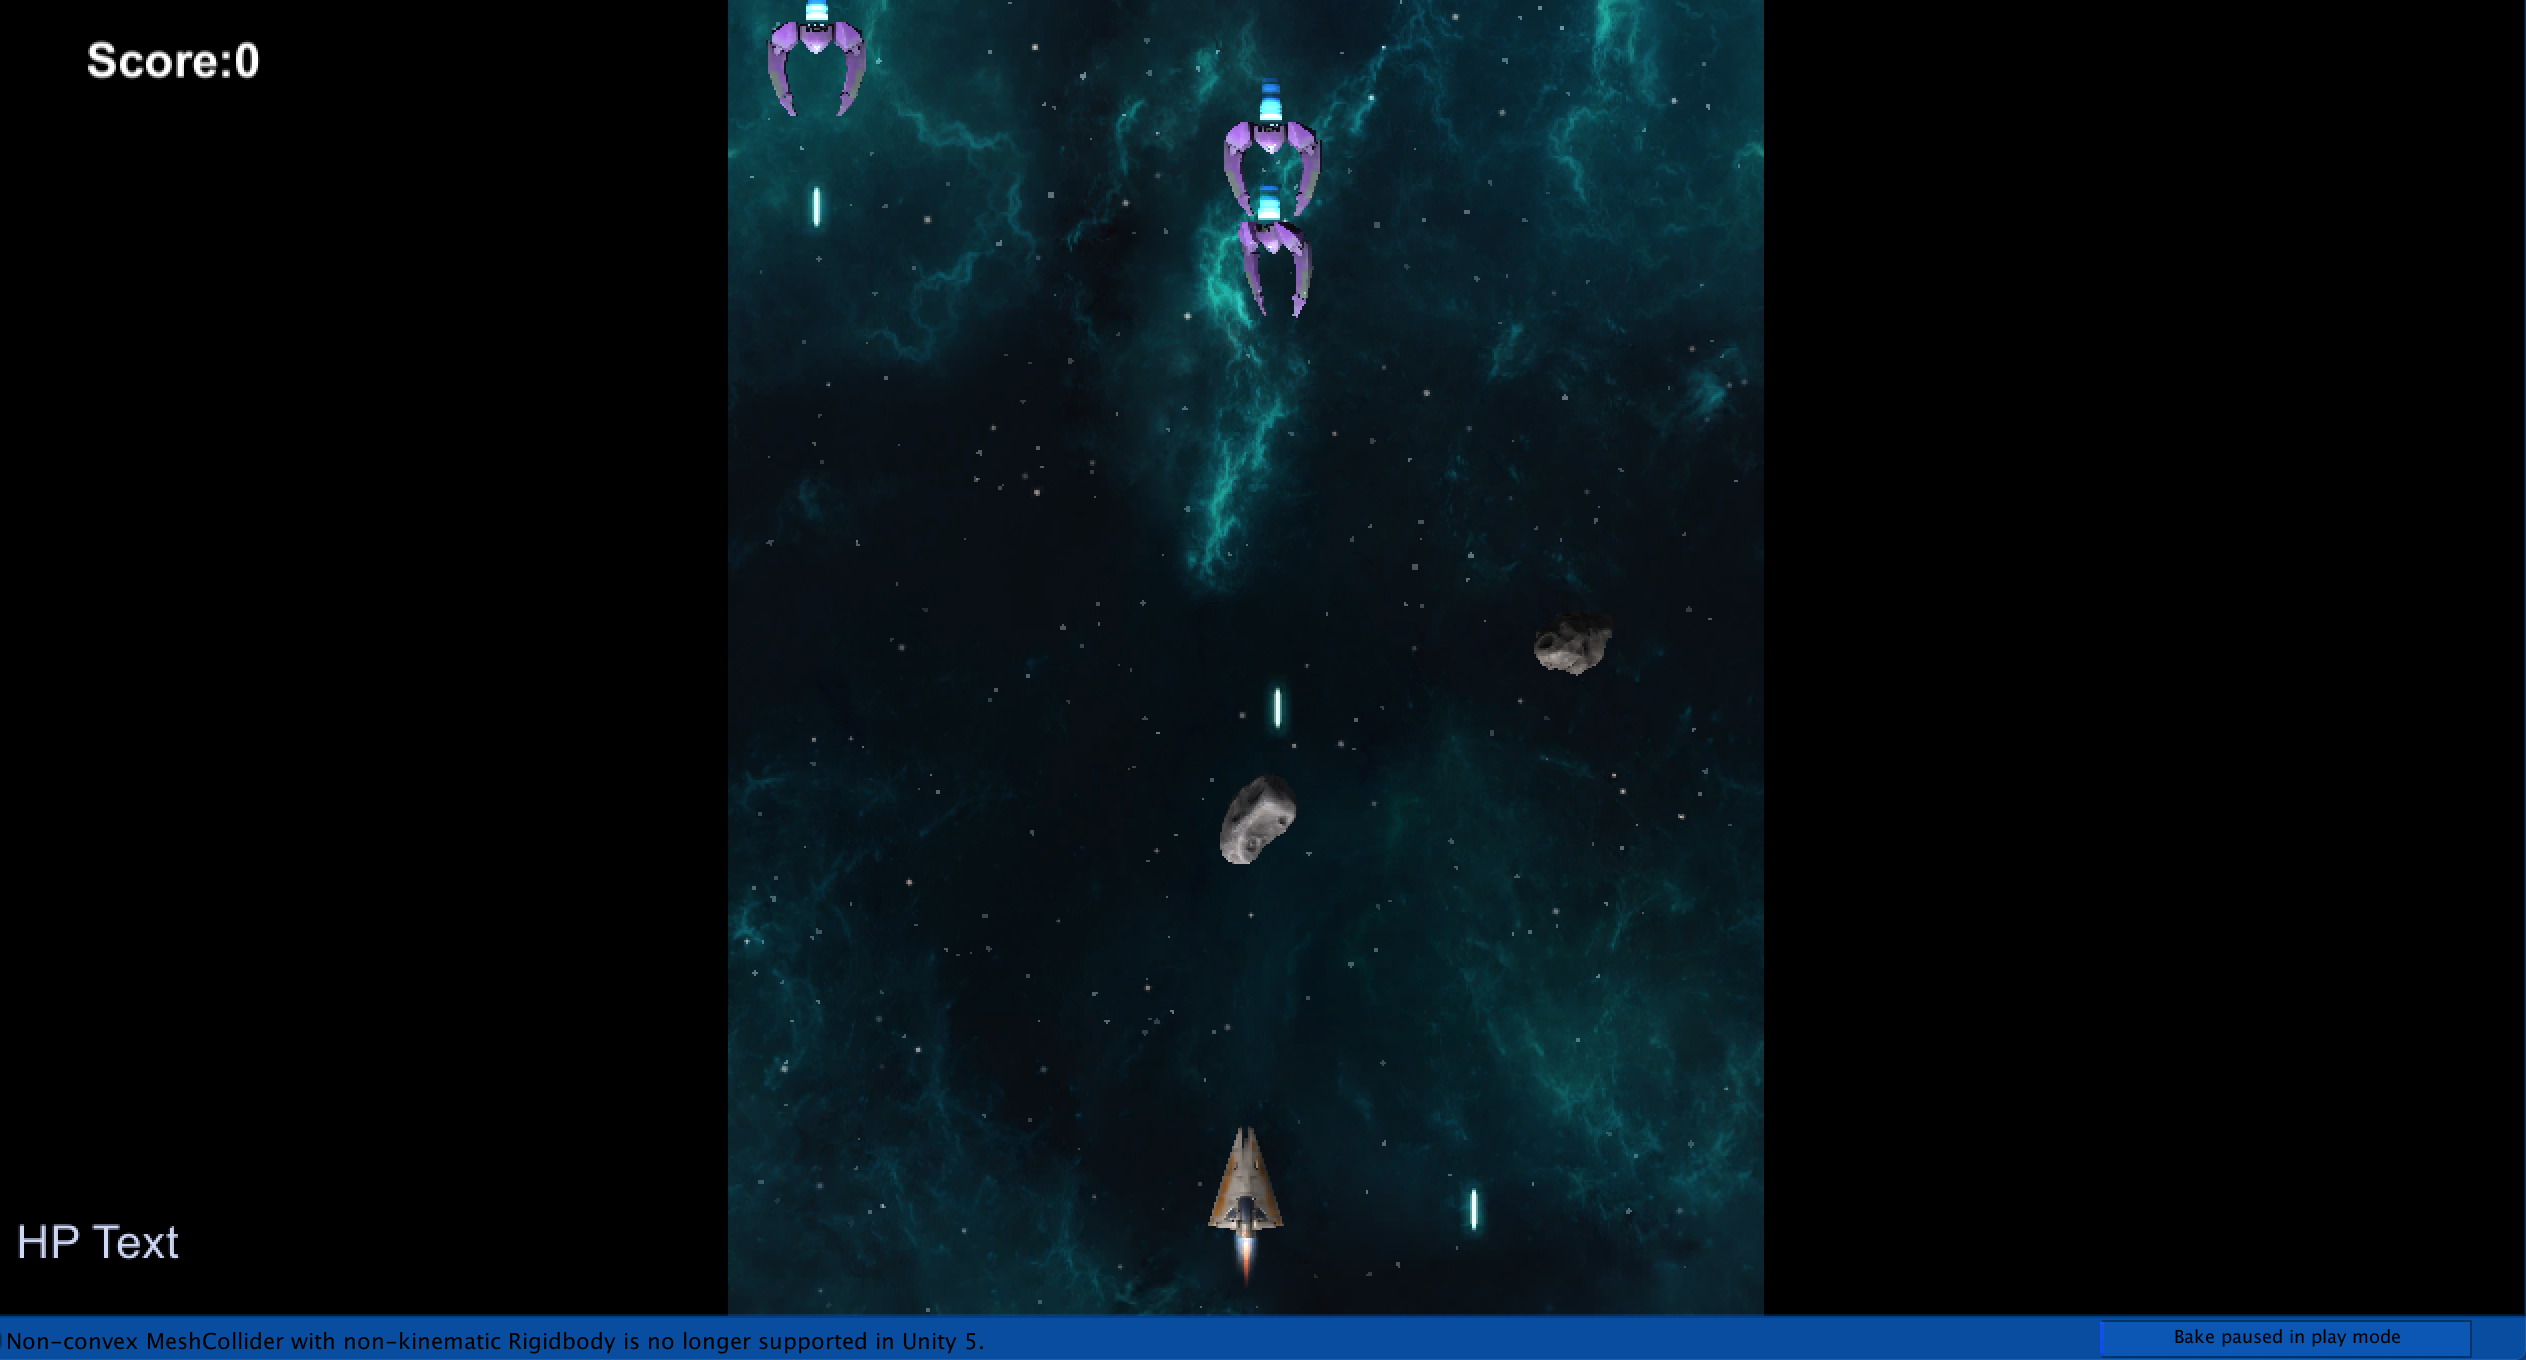 Score:0
HP Text
Non-convex MeshCollider with non-kinematic Rigidbody is no longer supported in Unity 5.
Bake paused in play mode